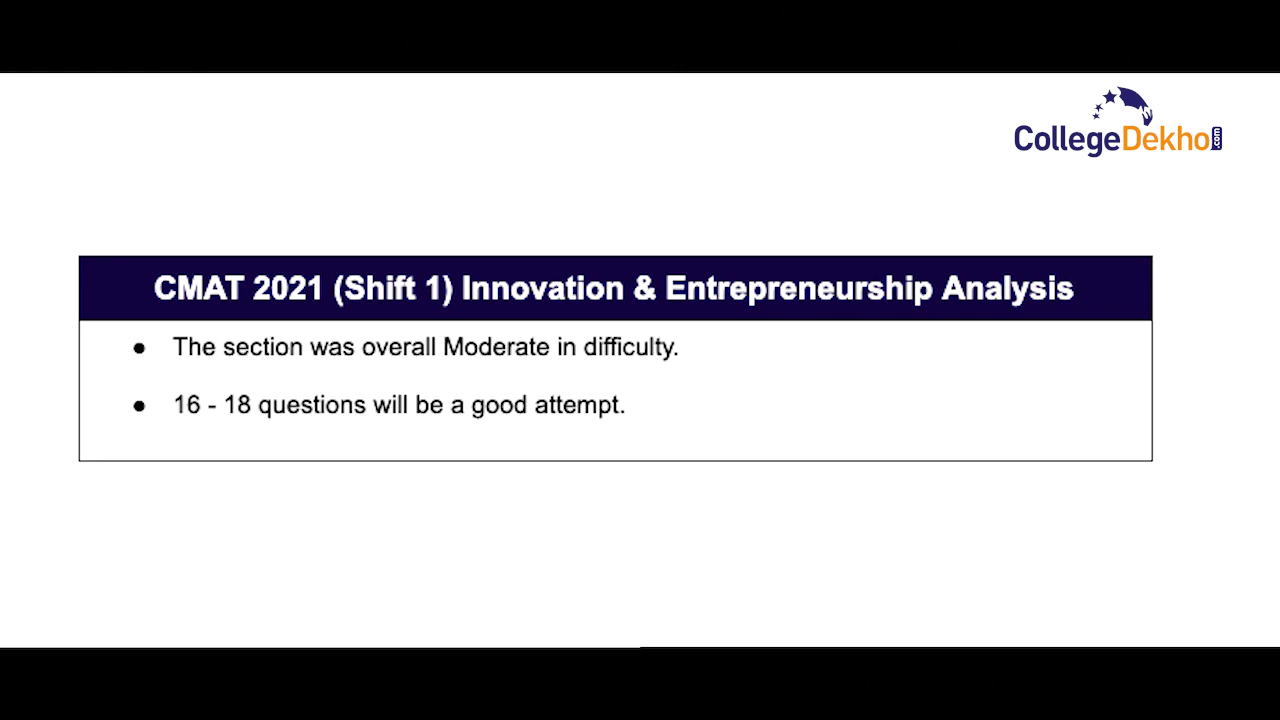 CollegeDekho.com
CMAT 2021 (Shift 1) Innovation & Entrepreneurship Analysis
● The section was overall Moderate in difficulty.
● 16 - 18 questions will be a good attempt.